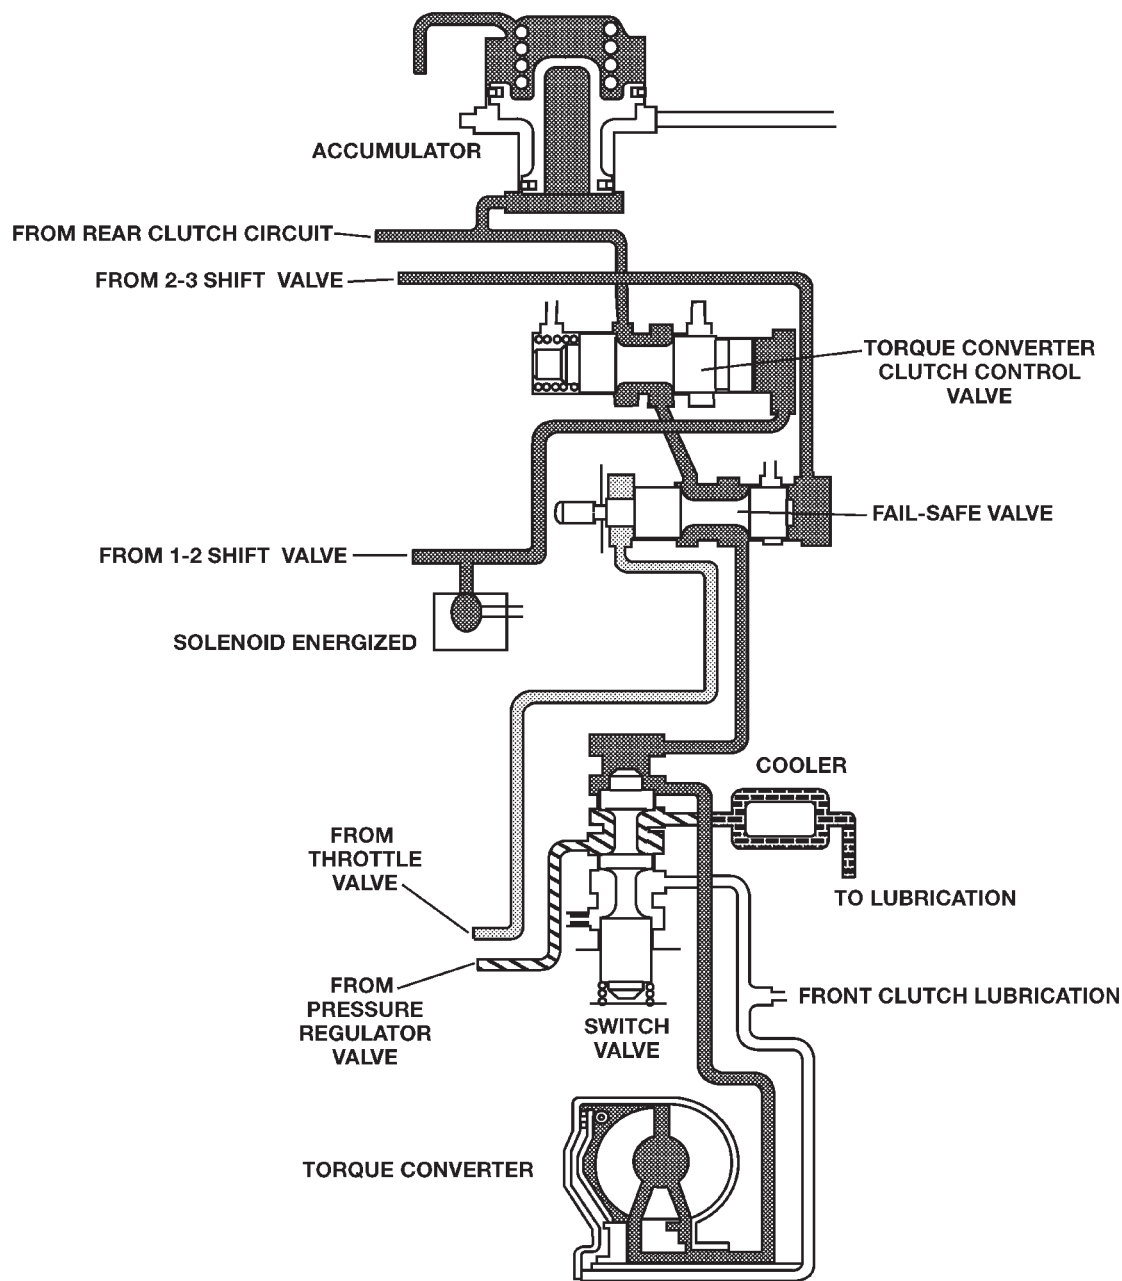 ACCUMULATOR
FROM REAR CLUTCH CIRCUIT
FROM 2-3 SHIFT VALVE
TORQUE CONVERTER
CLUTCH CONTROL
VALVE
FAIL-SAFE VALVE
FROM 1-2 SHIFT VALVE
SOLENOID ENERGIZED
COOLER
FROM
THROTTLE
VALVE
TO LUBRICATION
FROM
PRESSURE
REGULATOR
VALVE
FRONT CLUTCH LUBRICATION
SWITCH
VALVE
TORQUE CONVERTER